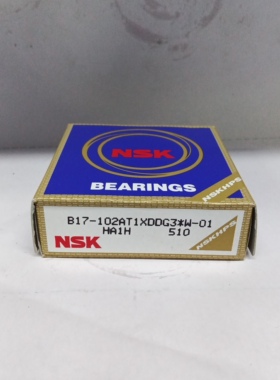 NSK
BEARINGS
NSKHPS
B17-102AT1XDDG3*W-01
HA1H 510
NSK
NSKHPS